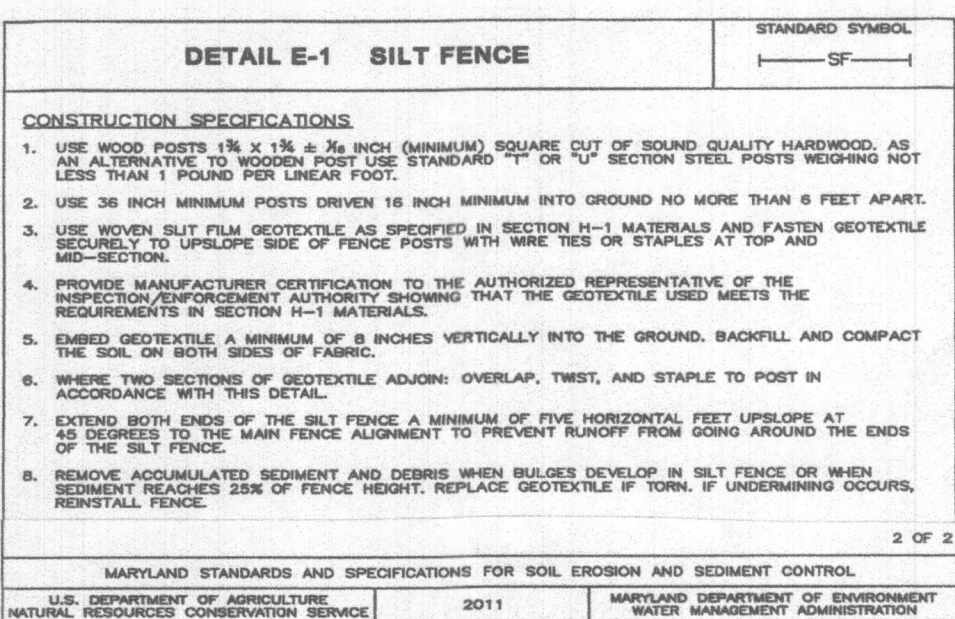 DETAIL E-1 SILT FENCE
STANDARD SYMBOL
SF
CONSTRUCTION SPECIFICATIONS
1. USE WOOD POSTS 1¾ X 1¾ ± 1/16 INCH (MINIMUM) SQUARE CUT OF SOUND QUALITY HARDWOOD. AS
AN ALTERNATIVE TO WOODEN POST USE STANDARD "T" OR "U" SECTION STEEL POSTS WEIGHING NOT
LESS THAN 1 POUND PER LINEAR FOOT.
2. USE 36 INCH MINIMUM POSTS DRIVEN 16 INCH MINIMUM INTO GROUND NO MORE THAN 6 FEET APART.
3. USE WOVEN SLIT FILM GEOTEXTILE AS SPECIFIED IN SECTION H-1 MATERIALS AND FASTEN GEOTEXTILE
SECURELY TO UPSLOPE SIDE OF FENCE POSTS WITH WIRE TIES OR STAPLES AT TOP AND
MID-SECTION.
4. PROVIDE MANUFACTURER CERTIFICATION TO THE AUTHORIZED REPRESENTATIVE OF THE
INSPECTION/ENFORCEMENT AUTHORITY SHOWING THAT THE GEOTEXTILE USED MEETS THE
REQUIREMENTS IN SECTION H-1 MATERIALS.
5. EMBED GEOTEXTILE A MINIMUM OF 8 INCHES VERTICALLY INTO THE GROUND. BACKFILL AND COMPACT
THE SOIL ON BOTH SIDES OF FABRIC.
6. WHERE TWO SECTIONS OF GEOTEXTILE ADJOIN: OVERLAP, TWIST, AND STAPLE TO POST IN
ACCORDANCE WITH THIS DETAIL.
7. EXTEND BOTH ENDS OF THE SILT FENCE A MINIMUM OF FIVE HORIZONTAL FEET UPSLOPE AT
45 DEGREES TO THE MAIN FENCE ALIGNMENT TO PREVENT RUNOFF FROM GOING AROUND THE ENDS
OF THE SILT FENCE.
8. REMOVE ACCUMULATED SEDIMENT AND DEBRIS WHEN BULGES DEVELOP IN SILT FENCE OR WHEN
SEDIMENT REACHES 25% OF FENCE HEIGHT. REPLACE GEOTEXTILE IF TORN. IF UNDERMINING OCCURS,
REINSTALL FENCE.
2 OF 2
MARYLAND STANDARDS AND SPECIFICATIONS FOR SOIL EROSION AND SEDIMENT CONTROL
U.S. DEPARTMENT OF AGRICULTURE
NATURAL RESOURCES CONSERVATION SERVICE
2011
MARYLAND DEPARTMENT OF ENVIRONMENT
WATER MANAGEMENT ADMINISTRATION